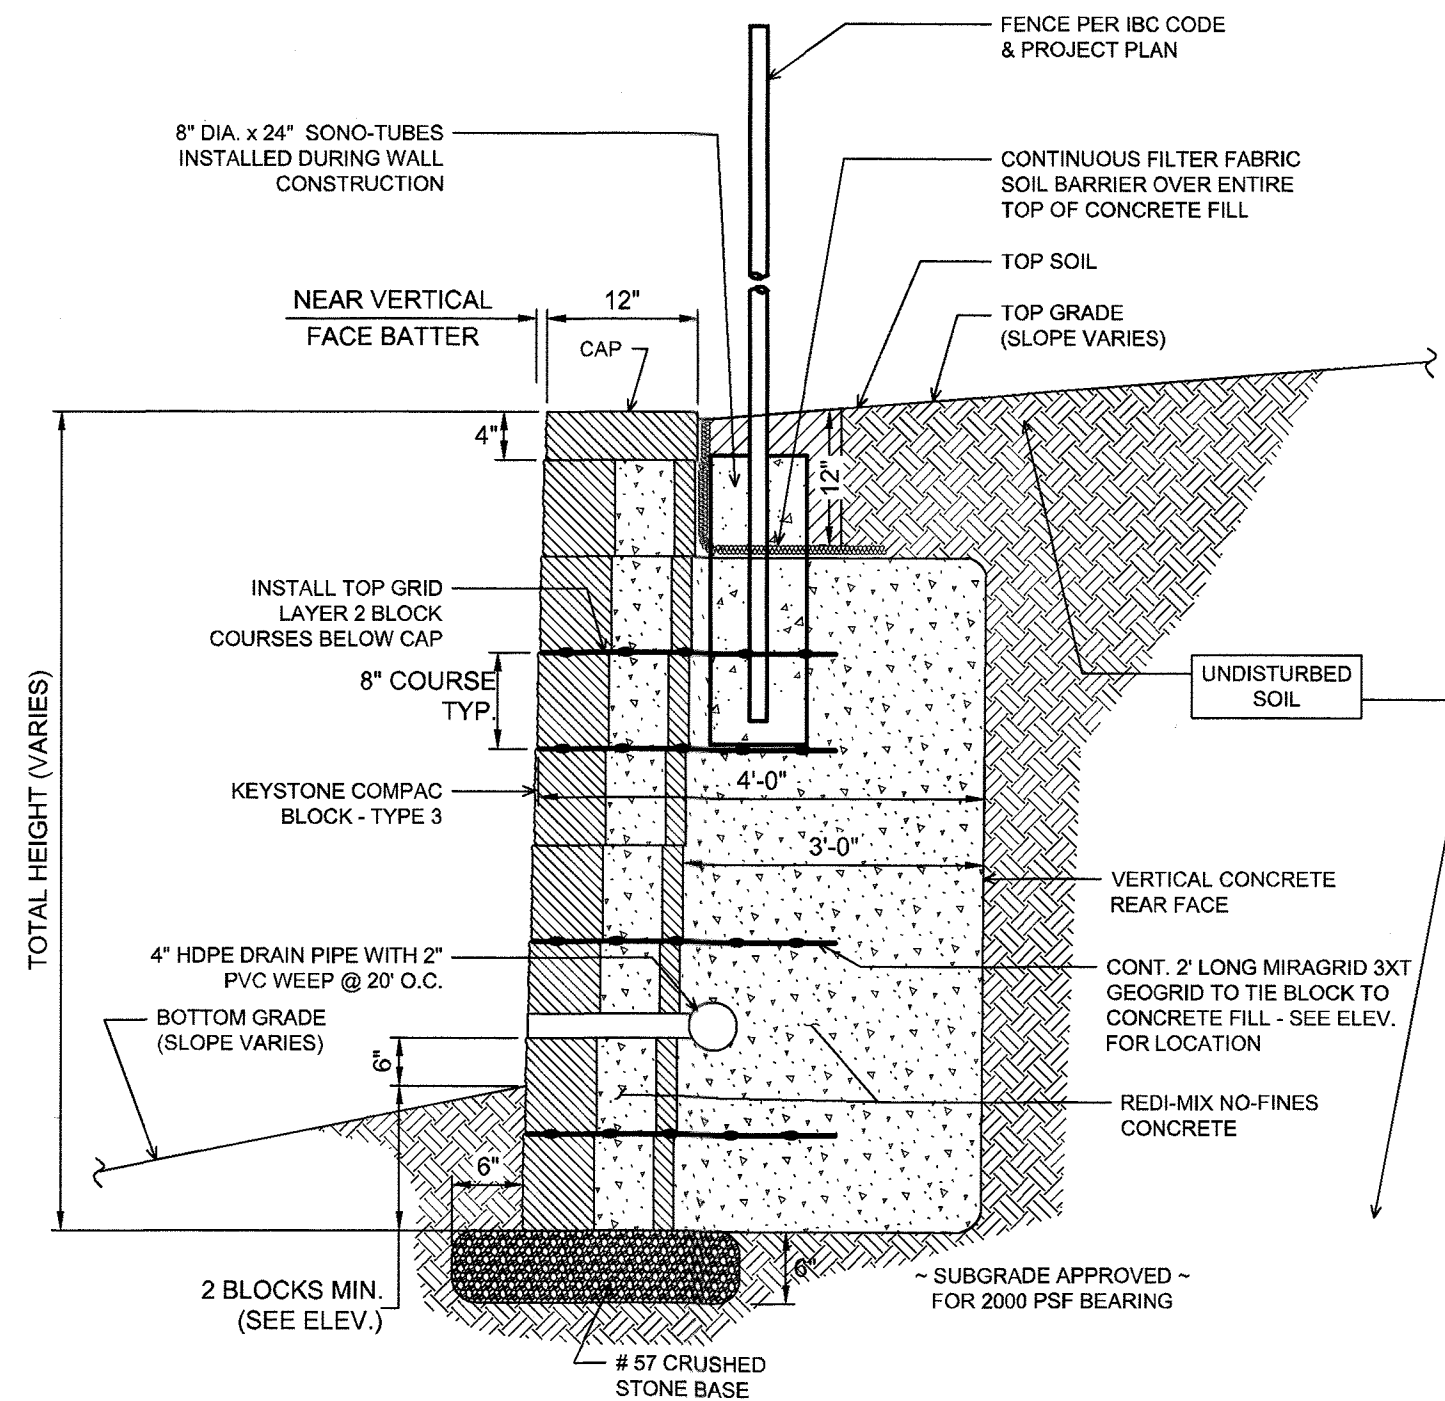 FENCE PER IBC CODE
& PROJECT PLAN
8" DIA. x 24" SONO-TUBES
INSTALLED DURING WALL
CONSTRUCTION
CONTINUOUS FILTER FABRIC
SOIL BARRIER OVER ENTIRE
TOP OF CONCRETE FILL
TOP SOIL
NEAR VERTICAL
FACE BATTER
12"
TOP GRADE
(SLOPE VARIES)
CAP
4"
12"
INSTALL TOP GRID
LAYER 2 BLOCK
COURSES BELOW CAP
8" COURSE
TYP.
UNDISTURBED
SOIL
TOTAL HEIGHT (VARIES)
KEYSTONE COMPAC
BLOCK - TYPE 3
4'-0"
3'-0"
VERTICAL CONCRETE
REAR FACE
4" HDPE DRAIN PIPE WITH 2"
PVC WEEP @ 20' O.C.
CONT. 2' LONG MIRAGRID 3XT
GEOGRID TO TIE BLOCK TO
CONCRETE FILL - SEE ELEV.
FOR LOCATION
BOTTOM GRADE
(SLOPE VARIES)
6"
REDI-MIX NO-FINES
CONCRETE
6"
6"
2 BLOCKS MIN.
(SEE ELEV.)
~ SUBGRADE APPROVED ~
FOR 2000 PSF BEARING
# 57 CRUSHED
STONE BASE